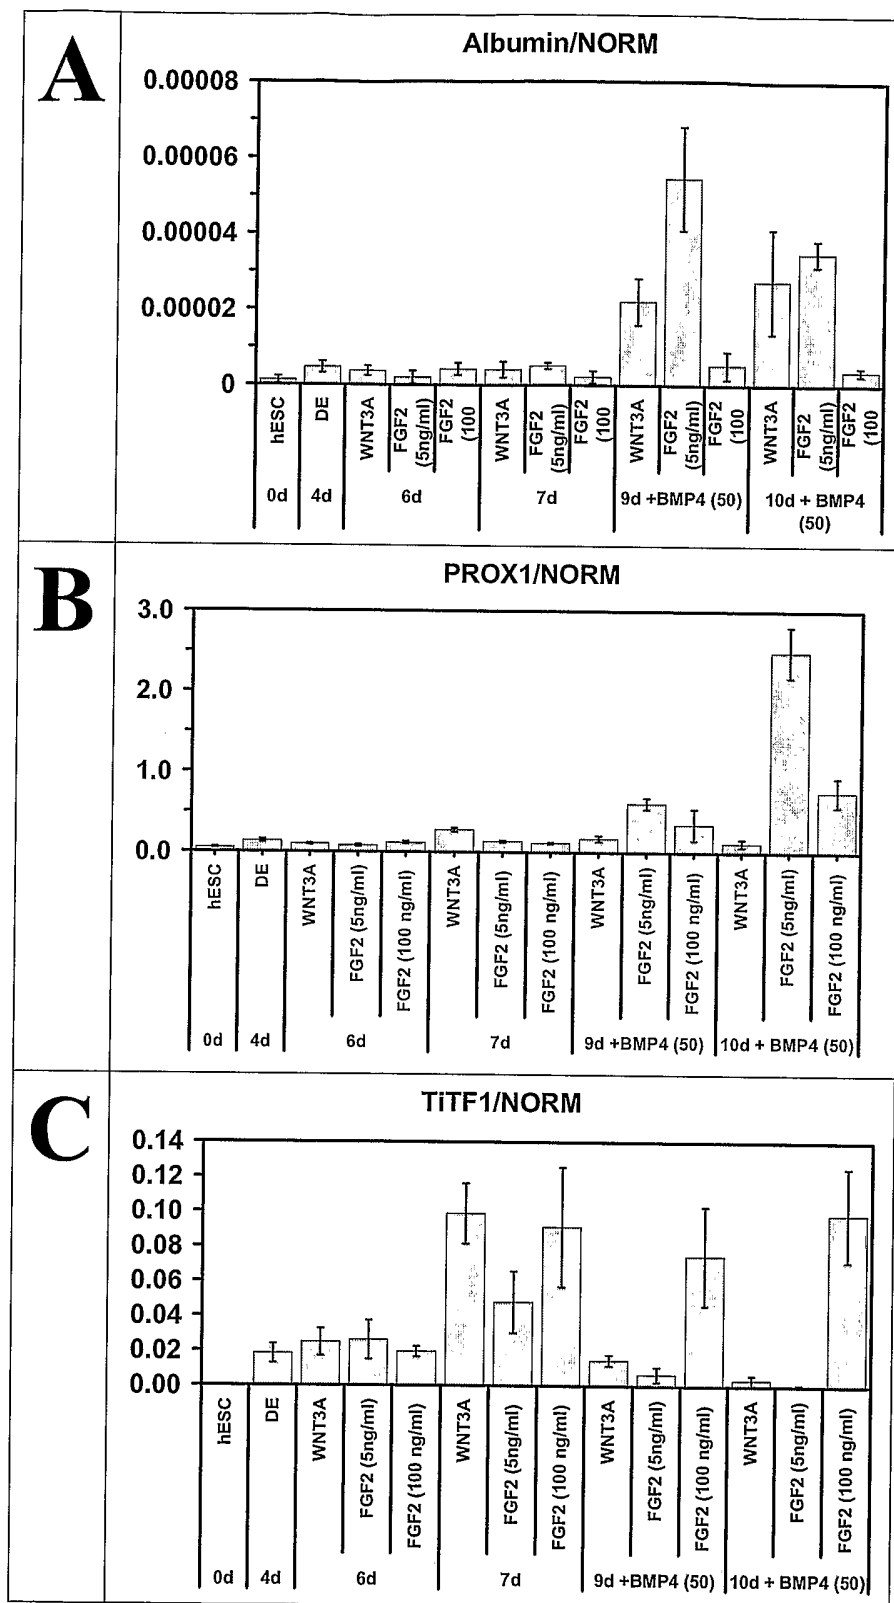 A
Albumin/NORM
0.00008
0.00006
0.00004
0.00002
0
hESC
DE
WNT3A
FGF2
(5ng/ml)
FGF2
(100
WNT3A
FGF2
(5ng/ml)
FGF2
(100
WNT3A
FGF2
(5ng/ml)
FGF2
(100
WNT3A
FGF2
(5ng/ml)
FGF2
(100
0d
4d
6d
7d
9d +BMP4 (50)
10d + BMP4
(50)
B
PROX1/NORM
3.0
2.0
1.0
0.0
hESC
DE
WNT3A
FGF2 (5ng/ml)
FGF2 (100 ng/ml)
WNT3A
FGF2 (5ng/ml)
FGF2 (100 ng/ml)
WNT3A
FGF2 (5ng/ml)
FGF2 (100 ng/ml)
WNT3A
FGF2 (5ng/ml)
FGF2 (100 ng/ml)
0d
4d
6d
7d
9d +BMP4 (50)
10d + BMP4 (50)
C
TiTF1/NORM
0.14
0.12
0.10
0.08
0.06
0.04
0.02
0.00
hESC
DE
WNT3A
FGF2 (5ng/ml)
FGF2 (100 ng/ml)
WNT3A
FGF2 (5ng/ml)
FGF2 (100 ng/ml)
WNT3A
FGF2 (5ng/ml)
FGF2 (100 ng/ml)
WNT3A
FGF2 (5ng/ml)
FGF2 (100 ng/ml)
0d
4d
6d
7d
9d +BMP4 (50)
10d + BMP4 (50)